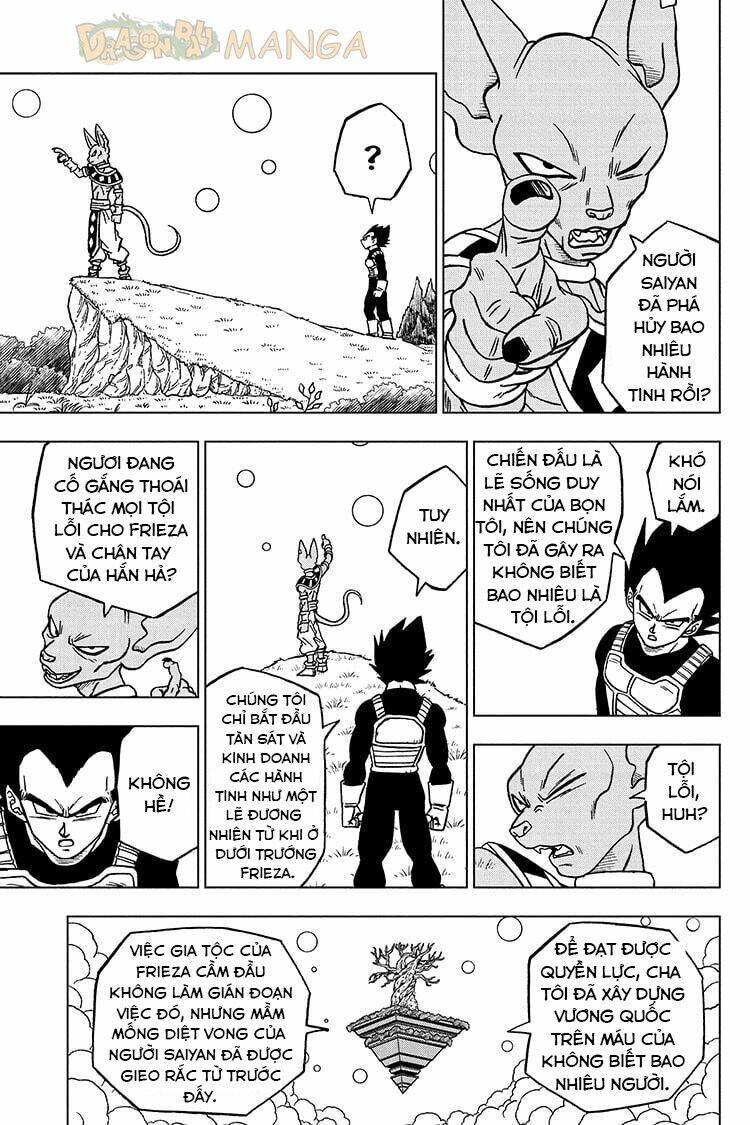 DRAGON BALL MANGA
NGƯỜI
SAIYAN
ĐÃ PHÁ
HỦY BAO
NHIÊU
HÀNH
TINH RỒI?
?
KHÓ
NÓI
LẮM.
CHIẾN ĐẤU LÀ
LẼ SỐNG DUY
NHẤT CỦA BỌN
TÔI, NÊN CHÚNG
TÔI ĐÃ GÂY RA
KHÔNG BIẾT
BAO NHIÊU LÀ
TỘI LỖI.
TỘI
LỖI,
HUH?
TUY
NHIÊN.
CHÚNG TÔI
CHỈ BẮT ĐẦU
TÀN SÁT VÀ
KINH DOANH
CÁC HÀNH
TINH NHƯ MỘT
LẼ ĐƯƠNG
NHIÊN TỪ KHI Ở
DƯỚI TRƯỚNG
FRIEZA.
NGƯƠI ĐANG
CỐ GẮNG THOÁI
THÁC MỌI TỘI
LỖI CHO FRIEZA
VÀ CHÂN TAY
CỦA HẮN HẢ?
KHÔNG
HỀ!
ĐỂ ĐẠT ĐƯỢC
QUYỀN LỰC, CHA
TÔI ĐÃ XÂY DỰNG
VƯƠNG QUỐC
TRÊN MÁU CỦA
KHÔNG BIẾT BAO
NHIÊU NGƯỜI.
VIỆC GIA TỘC CỦA
FRIEZA CẦM ĐẦU
KHÔNG LÀM GIÁN ĐOẠN
VIỆC ĐÓ, NHƯNG MẦM
MỐNG DIỆT VONG CỦA
NGƯỜI SAIYAN ĐÃ ĐƯỢC
GIEO RẮC TỪ TRƯỚC
ĐẤY.